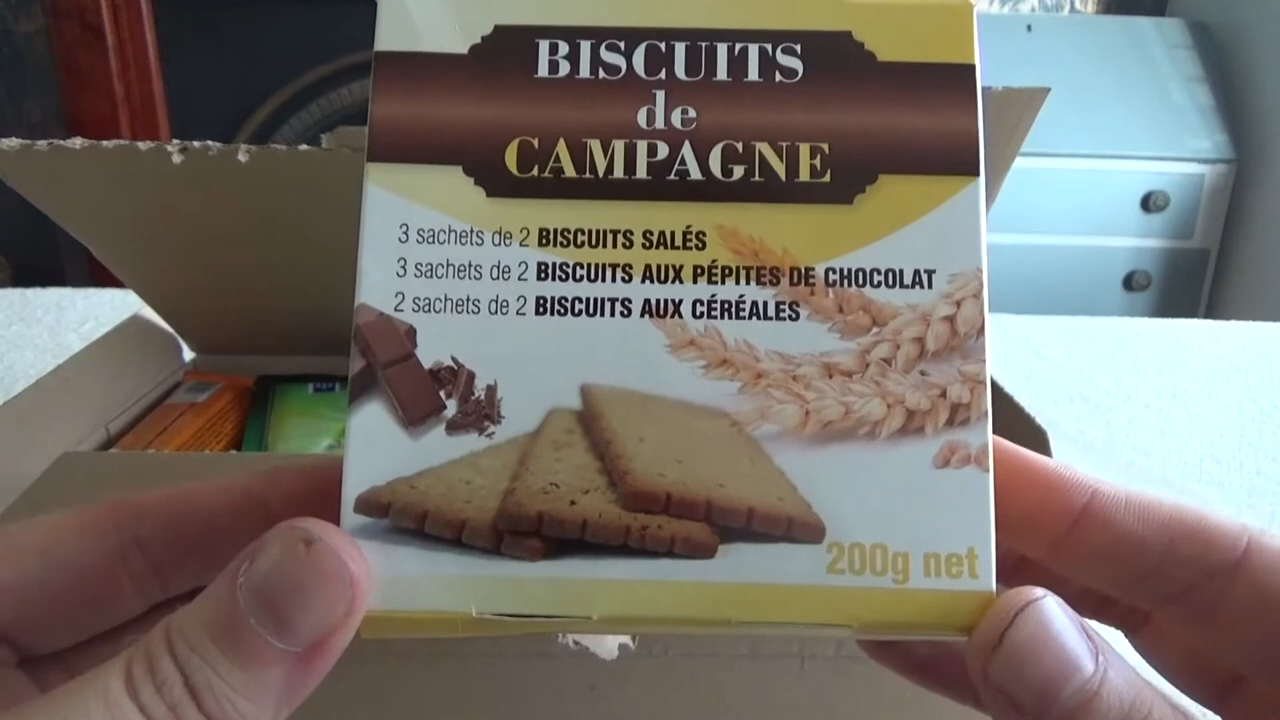 BISCUITS
de
CAMPAGNE
3 sachets de 2 BISCUITS SALÉS
3 sachets de 2 BISCUITS AUX PÉPITES DE CHOCOLAT
2 sachets de 2 BISCUITS AUX CÉRÉALES
200g net